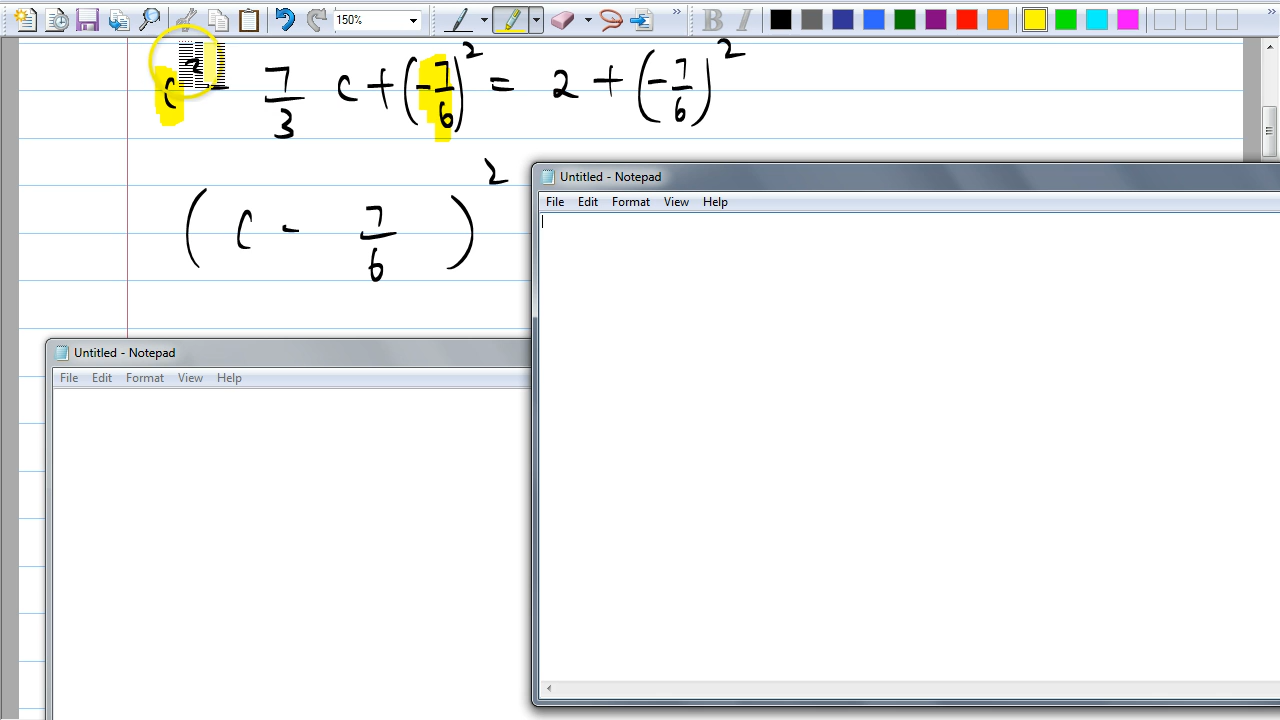 150% » B I »
c² - 7/3 c + (-7/6)² = 2 + (-7/6)²
(c - 7/6)²
Untitled - Notepad
File Edit Format View Help
Untitled - Notepad
File Edit Format View Help